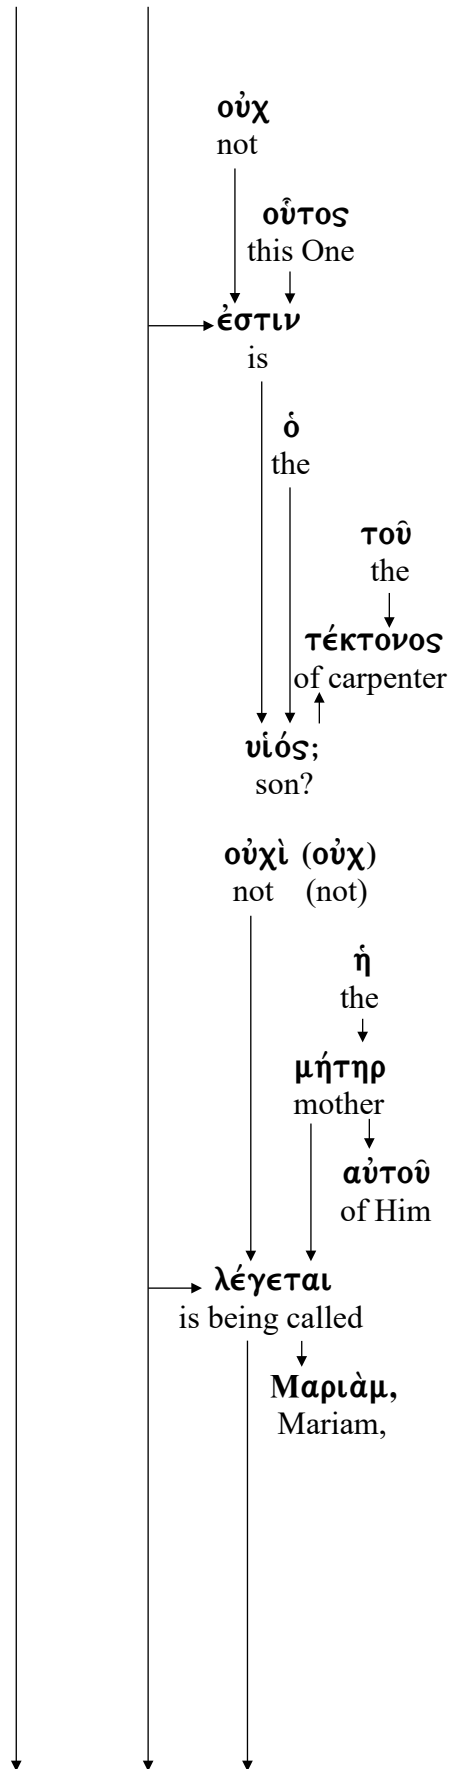 οὐχ
not
οὗτος
this One
ἐστιν
is
ὁ
the
τοῦ
the
τέκτονος
of carpenter
υἱός;
son?
οὐχὶ (οὐχ)
not (not)
ἡ
the
μήτηρ
mother
αὐτοῦ
of Him
λέγεται
is being called
Μαριὰμ,
Mariam,